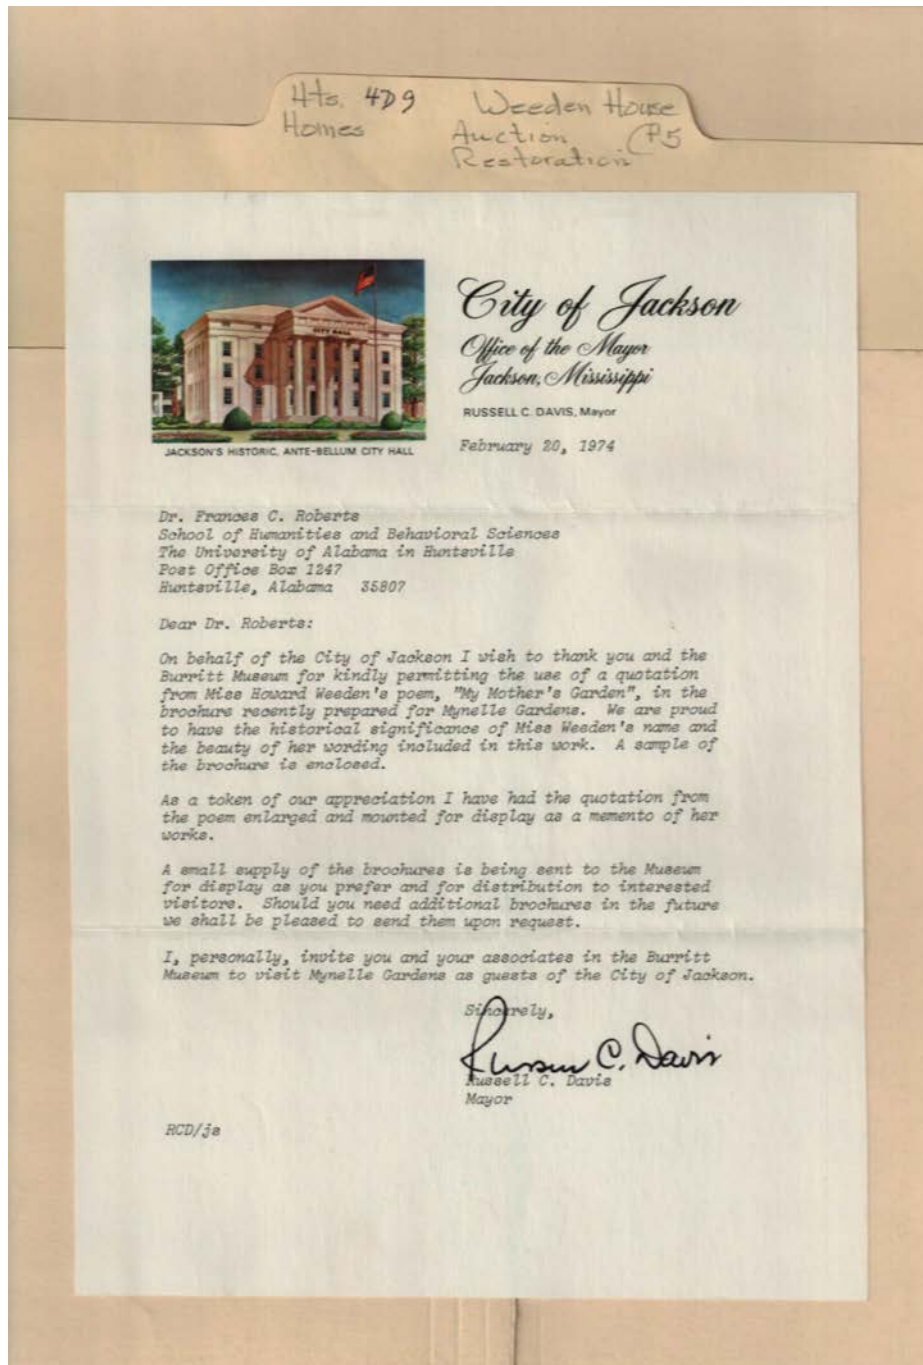 Hts. 4D9 Weeden House
Homes Auction (P5
Restoration
CITY HALL
JACKSON'S HISTORIC, ANTE-BELLUM CITY HALL
City of Jackson
Office of the Mayor
Jackson, Mississippi
RUSSELL C. DAVIS, Mayor
February 20, 1974
Dr. Frances C. Roberts
School of Humanities and Behavioral Sciences
The University of Alabama in Huntsville
Post Office Box 1247
Huntsville, Alabama 35807
Dear Dr. Roberts:
On behalf of the City of Jackson I wish to thank you and the
Burritt Museum for kindly permitting the use of a quotation
from Miss Howard Weeden's poem, "My Mother's Garden", in the
brochure recently prepared for Mynelle Gardens. We are proud
to have the historical significance of Miss Weeden's name and
the beauty of her wording included in this work. A sample of
the brochure is enclosed.
As a token of our appreciation I have had the quotation from
the poem enlarged and mounted for display as a memento of her
works.
A small supply of the brochures is being sent to the Museum
for display as you prefer and for distribution to interested
visitors. Should you need additional brochures in the future
we shall be pleased to send them upon request.
I, personally, invite you and your associates in the Burritt
Museum to visit Mynelle Gardens as guests of the City of Jackson.
Sincerely,
Russell C. Davis
Russell C. Davis
Mayor
RCD/js